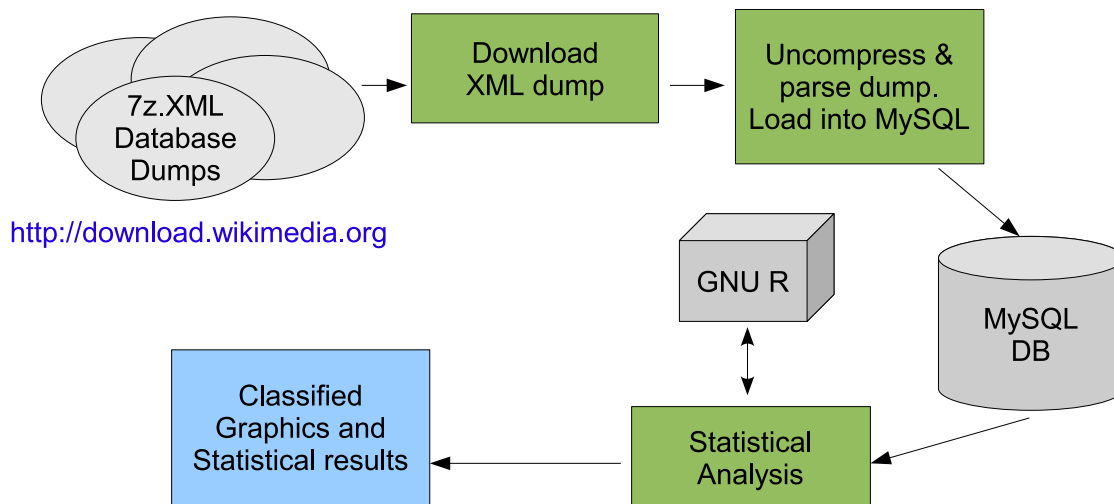 7z.XML
Database
Dumps
http://download.wikimedia.org
Download
XML dump
Uncompress &
parse dump.
Load into MySQL
MySQL
DB
GNU R
Statistical
Analysis
Classified
Graphics and
Statistical results